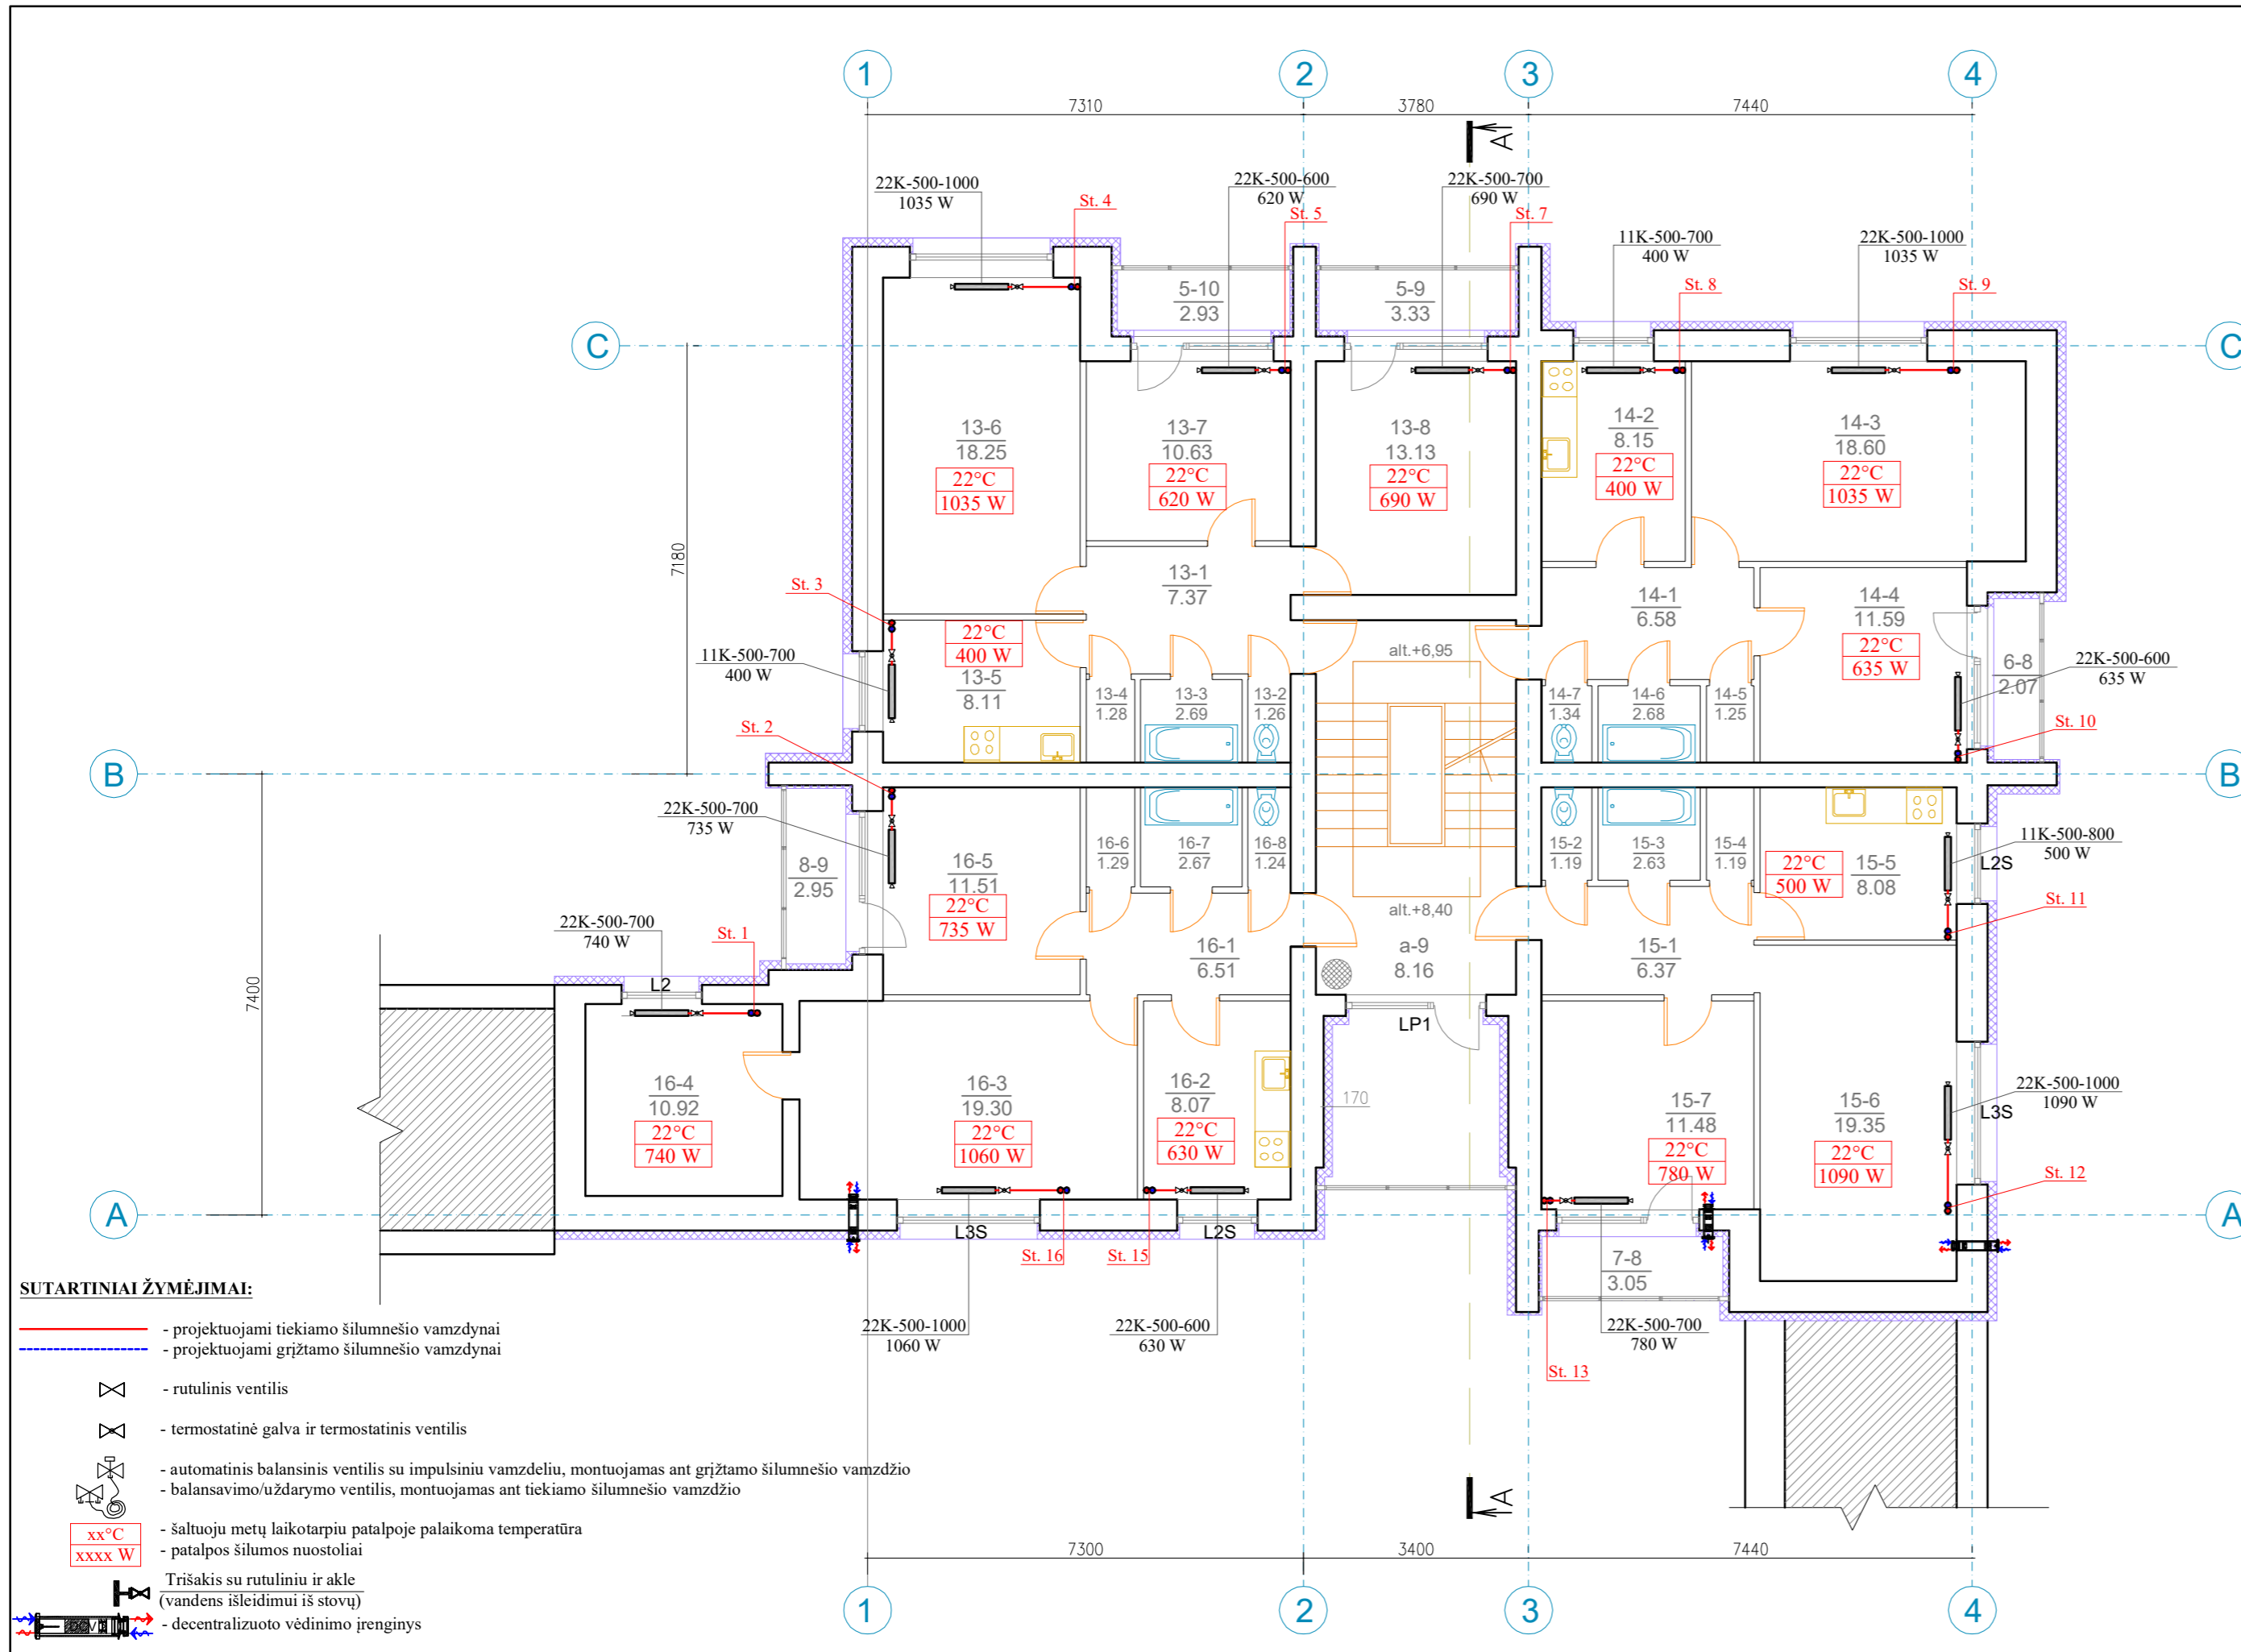 1
2
3
4
7310
3780
7440
A
22K-500-1000
1035 W
St. 4
22K-500-600
620 W
St. 5
22K-500-700
690 W
St. 7
11K-500-700
400 W
St. 8
22K-500-1000
1035 W
St. 9
5-10
2.93
5-9
3.33
C
C
13-6
18.25
22°C
1035 W
13-7
10.63
22°C
620 W
13-8
13.13
22°C
690 W
14-2
8.15
22°C
400 W
14-3
18.60
22°C
1035 W
7180
St. 3
13-1
7.37
14-1
6.58
14-4
11.59
22°C
635 W
11K-500-700
400 W
22°C
400 W
13-5
8.11
alt.+6,95
6-8
2.07
22K-500-600
635 W
13-4
1.28
13-3
2.69
13-2
1.26
14-7
1.34
14-6
2.68
14-5
1.25
St. 2
St. 10
B
B
22K-500-700
735 W
8-9
2.95
16-5
11.51
22°C
735 W
16-6
1.29
16-7
2.67
16-8
1.24
15-2
1.19
15-3
2.63
15-4
1.19
22°C
500 W
15-5
8.08
11K-500-800
500 W
L2S
St. 11
alt.+8,40
22K-500-700
740 W
St. 1
16-1
6.51
a-9
8.16
15-1
6.37
7400
L2
LP1
16-4
10.92
22°C
740 W
16-3
19.30
22°C
1060 W
16-2
8.07
22°C
630 W
170
15-7
11.48
22°C
780 W
15-6
19.35
22°C
1090 W
22K-500-1000
1090 W
L3S
St. 12
A
A
L3S
St. 16
St. 15
L2S
7-8
3.05
22K-500-1000
1060 W
22K-500-600
630 W
22K-500-700
780 W
St. 13
SUTARTINIAI ŽYMĖJIMAI:
- projektuojami tiekiamo šilumnešio vamzdynai
- projektuojami grįžtamo šilumnešio vamzdynai
- rutulinis ventilis
- termostatinė galva ir termostatinis ventilis
- automatinis balansinis ventilis su impulsiniu vamzdeliu, montuojamas ant grįžtamo šilumnešio vamzdžio
- balansavimo/uždarymo ventilis, montuojamas ant tiekiamo šilumnešio vamzdžio
xx°C
- šaltuoju metų laikotarpiu patalpoje palaikoma temperatūra
xxxx W
- patalpos šilumos nuostoliai
Trišakis su rutuliniu ir akle
(vandens išleidimui iš stovų)
- decentralizuoto vėdinimo įrenginys
A
7300
3400
7440
1
2
3
4